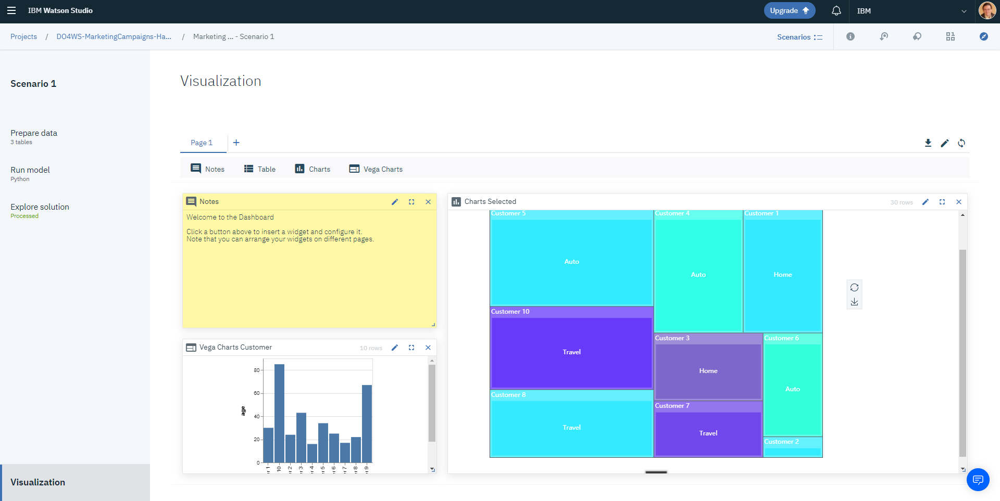 IBM Watson Studio
Upgrade
IBM
Projects / DO4WS-MarketingCampaigns-Ha... / Marketing ... - Scenario 1
Scenarios
Scenario 1
Prepare data
3 tables
Run model
Python
Explore solution
Processed
Visualization
Visualization
Page 1 +
Notes
Table
Charts
Vega Charts
Notes
Welcome to the Dashboard
Click a button above to insert a widget and configure it.
Note that you can arrange your widgets on different pages.
Vega Charts Customer
10 rows
age
80
60
40
20
0
r 1
10
r 2
r 3
r 4
r 5
r 6
r 7
r 8
r 9
Charts Selected
30 rows
Customer 5
Auto
Customer 4
Auto
Customer 1
Home
Customer 10
Travel
Customer 3
Home
Customer 6
Auto
Customer 8
Travel
Customer 7
Travel
Customer 2